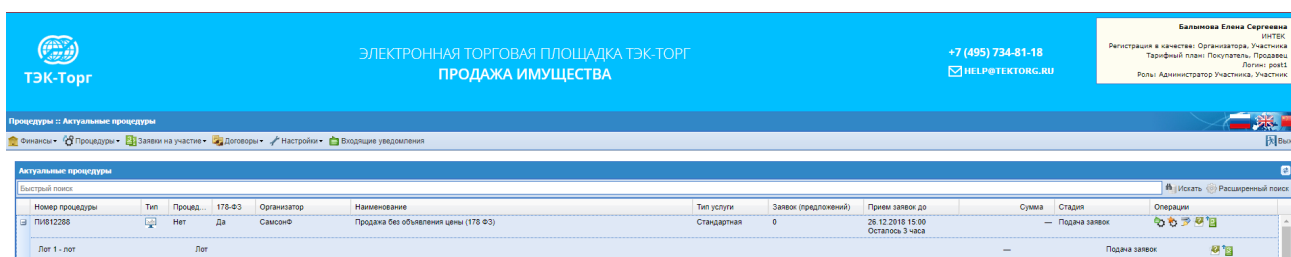 Балымова Елена Сергеевна
ИНТЕК
Регистрация в качестве: Организатора, Участника
Тарифный план: Покупатель, Продавец
Логин: post1
Роль: Администратор Участника, Участник
ТЭК-Торг
ЭЛЕКТРОННАЯ ТОРГОВАЯ ПЛОЩАДКА ТЭК-ТОРГ
ПРОДАЖА ИМУЩЕСТВА
+7 (495) 734-81-18
HELP@TEKTORG.RU
Процедуры :: Актуальные процедуры
Финансы Процедуры Заявки на участие Договоры Настройки Входящие уведомления Вых
Актуальные процедуры
Быстрый поиск Искать Расширенный поиск
Номер процедуры Тип Процед... 178-ФЗ Организатор Наименование Тип услуги Заявок (предложений) Прием заявок до Сумма Стадия Операции
ПИ812288 Нет Да СамсонФ Продажа без объявления цены (178 ФЗ) Стандартная 0 26.12.2018 15:00 — Подача заявок
Осталось 3 часа
Лот 1 - лот Лот — Подача заявок